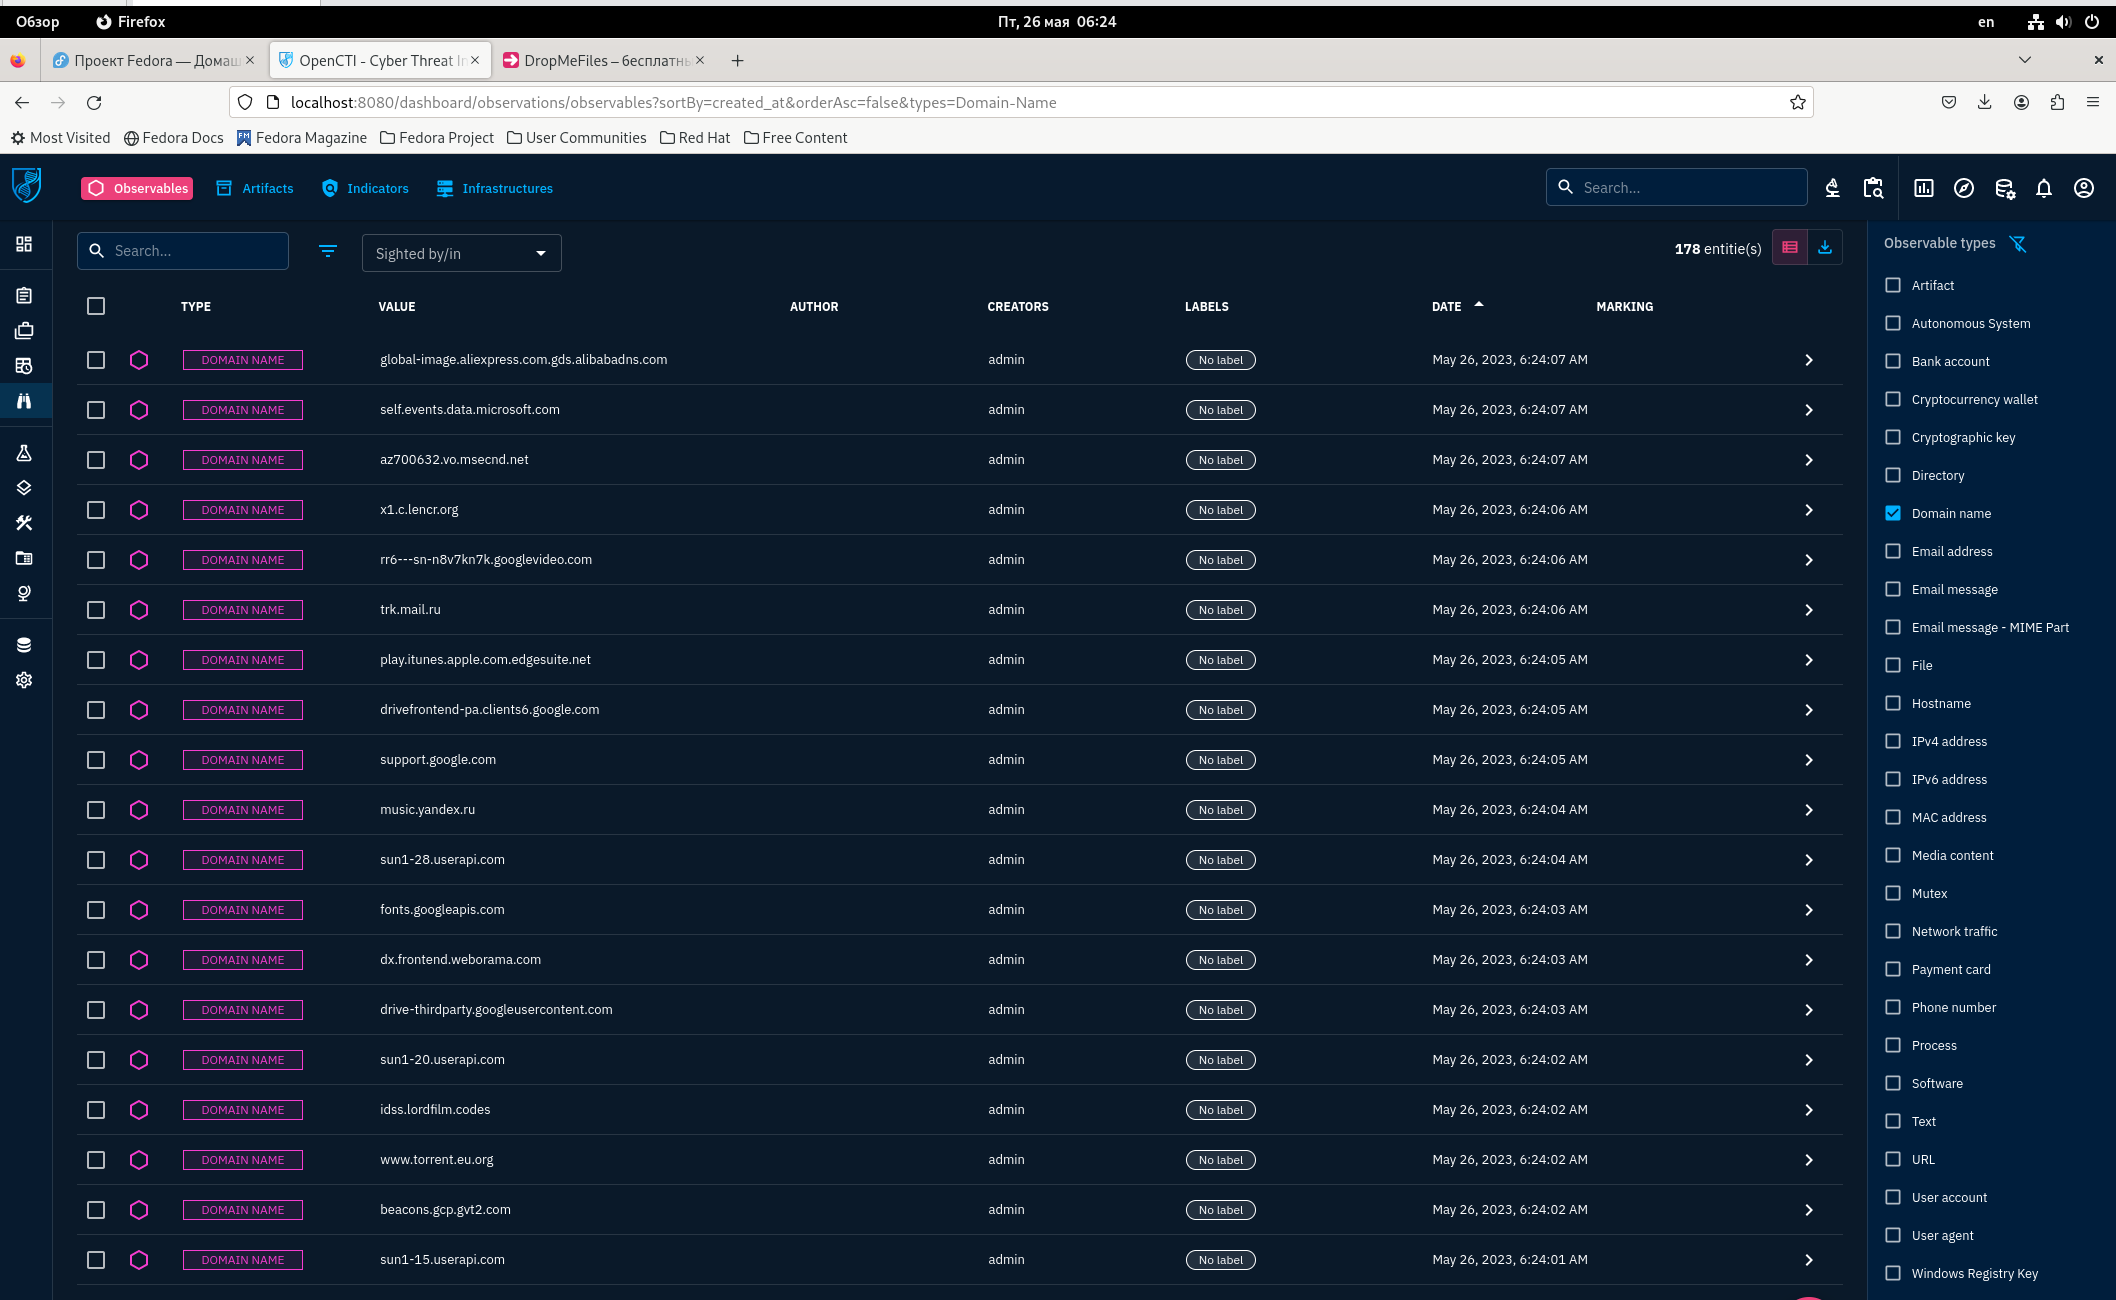 Обзор Firefox Пт, 26 мая 06:24 en
Проект Fedora — Домаш OpenCTI - Cyber Threat In DropMeFiles – бесплатны
localhost:8080/dashboard/observations/observables?sortBy=created_at&orderAsc=false&types=Domain-Name
Most Visited Fedora Docs Fedora Magazine Fedora Project User Communities Red Hat Free Content
Observables Artifacts Indicators Infrastructures Search...
Search... Sighted by/in 178 entitie(s)
TYPE VALUE AUTHOR CREATORS LABELS DATE MARKING
DOMAIN NAME global-image.aliexpress.com.gds.alibabadns.com admin No label May 26, 2023, 6:24:07 AM
DOMAIN NAME self.events.data.microsoft.com admin No label May 26, 2023, 6:24:07 AM
DOMAIN NAME az700632.vo.msecnd.net admin No label May 26, 2023, 6:24:07 AM
DOMAIN NAME x1.c.lencr.org admin No label May 26, 2023, 6:24:06 AM
DOMAIN NAME rr6---sn-n8v7kn7k.googlevideo.com admin No label May 26, 2023, 6:24:06 AM
DOMAIN NAME trk.mail.ru admin No label May 26, 2023, 6:24:06 AM
DOMAIN NAME play.itunes.apple.com.edgesuite.net admin No label May 26, 2023, 6:24:05 AM
DOMAIN NAME drivefrontend-pa.clients6.google.com admin No label May 26, 2023, 6:24:05 AM
DOMAIN NAME support.google.com admin No label May 26, 2023, 6:24:05 AM
DOMAIN NAME music.yandex.ru admin No label May 26, 2023, 6:24:04 AM
DOMAIN NAME sun1-28.userapi.com admin No label May 26, 2023, 6:24:04 AM
DOMAIN NAME fonts.googleapis.com admin No label May 26, 2023, 6:24:03 AM
DOMAIN NAME dx.frontend.weborama.com admin No label May 26, 2023, 6:24:03 AM
DOMAIN NAME drive-thirdparty.googleusercontent.com admin No label May 26, 2023, 6:24:03 AM
DOMAIN NAME sun1-20.userapi.com admin No label May 26, 2023, 6:24:02 AM
DOMAIN NAME idss.lordfilm.codes admin No label May 26, 2023, 6:24:02 AM
DOMAIN NAME www.torrent.eu.org admin No label May 26, 2023, 6:24:02 AM
DOMAIN NAME beacons.gcp.gvt2.com admin No label May 26, 2023, 6:24:02 AM
DOMAIN NAME sun1-15.userapi.com admin No label May 26, 2023, 6:24:01 AM
Observable types
Artifact
Autonomous System
Bank account
Cryptocurrency wallet
Cryptographic key
Directory
Domain name
Email address
Email message
Email message - MIME Part
File
Hostname
IPv4 address
IPv6 address
MAC address
Media content
Mutex
Network traffic
Payment card
Phone number
Process
Software
Text
URL
User account
User agent
Windows Registry Key